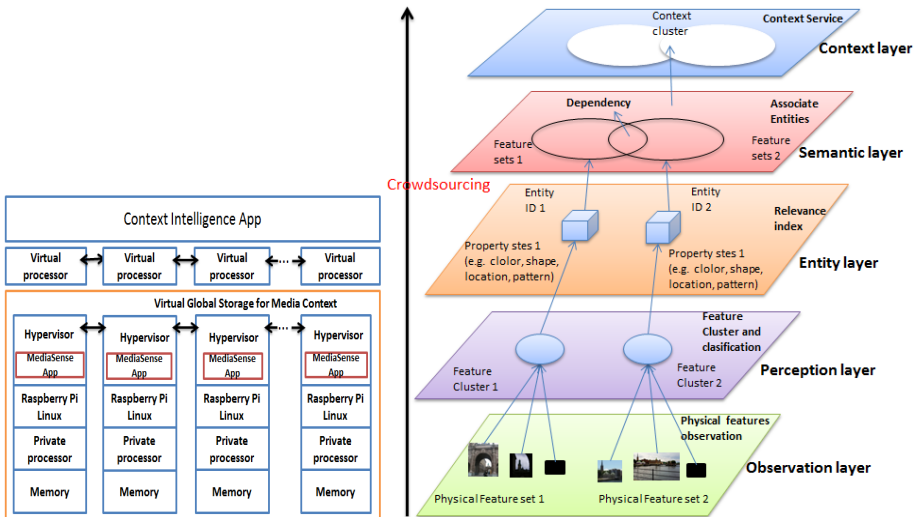 Context Intelligence App
Virtual
processor
Virtual
processor
Virtual
processor
Virtual
processor
Virtual Global Storage for Media Context
Hypervisor
Hypervisor
Hypervisor
Hypervisor
MediaSense
App
MediaSense
App
MediaSense
App
MediaSense
App
Raspberry Pi
Linux
Raspberry Pi
Linux
Raspberry Pi
Linux
Raspberry Pi
Linux
Private
processor
Private
processor
Private
processor
Private
processor
Memory
Memory
Memory
Memory
Crowdsourcing
Context
cluster
Context Service
Context layer
Dependency
Associate
Entities
Feature
sets 1
Feature
sets 2
Semantic layer
Entity
ID 1
Entity
ID 2
Relevance
index
Property stes 1
(e.g. clolor, shape,
location, pattern)
Property stes 1
(e.g. clolor, shape,
location, pattern)
Entity layer
Feature
Cluster and
clasification
Feature
Cluster 1
Feature
Cluster 2
Perception layer
Physical features
observation
Observation layer
Physical Feature set 1
Physical Feature set 2